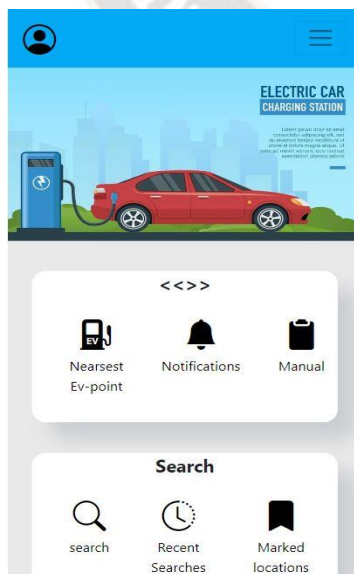 ELECTRIC CAR
CHARGING STATION
<<>>
EV
Nearsest
Ev-point
Notifications
Manual
Search
search
Recent
Searches
Marked
locations